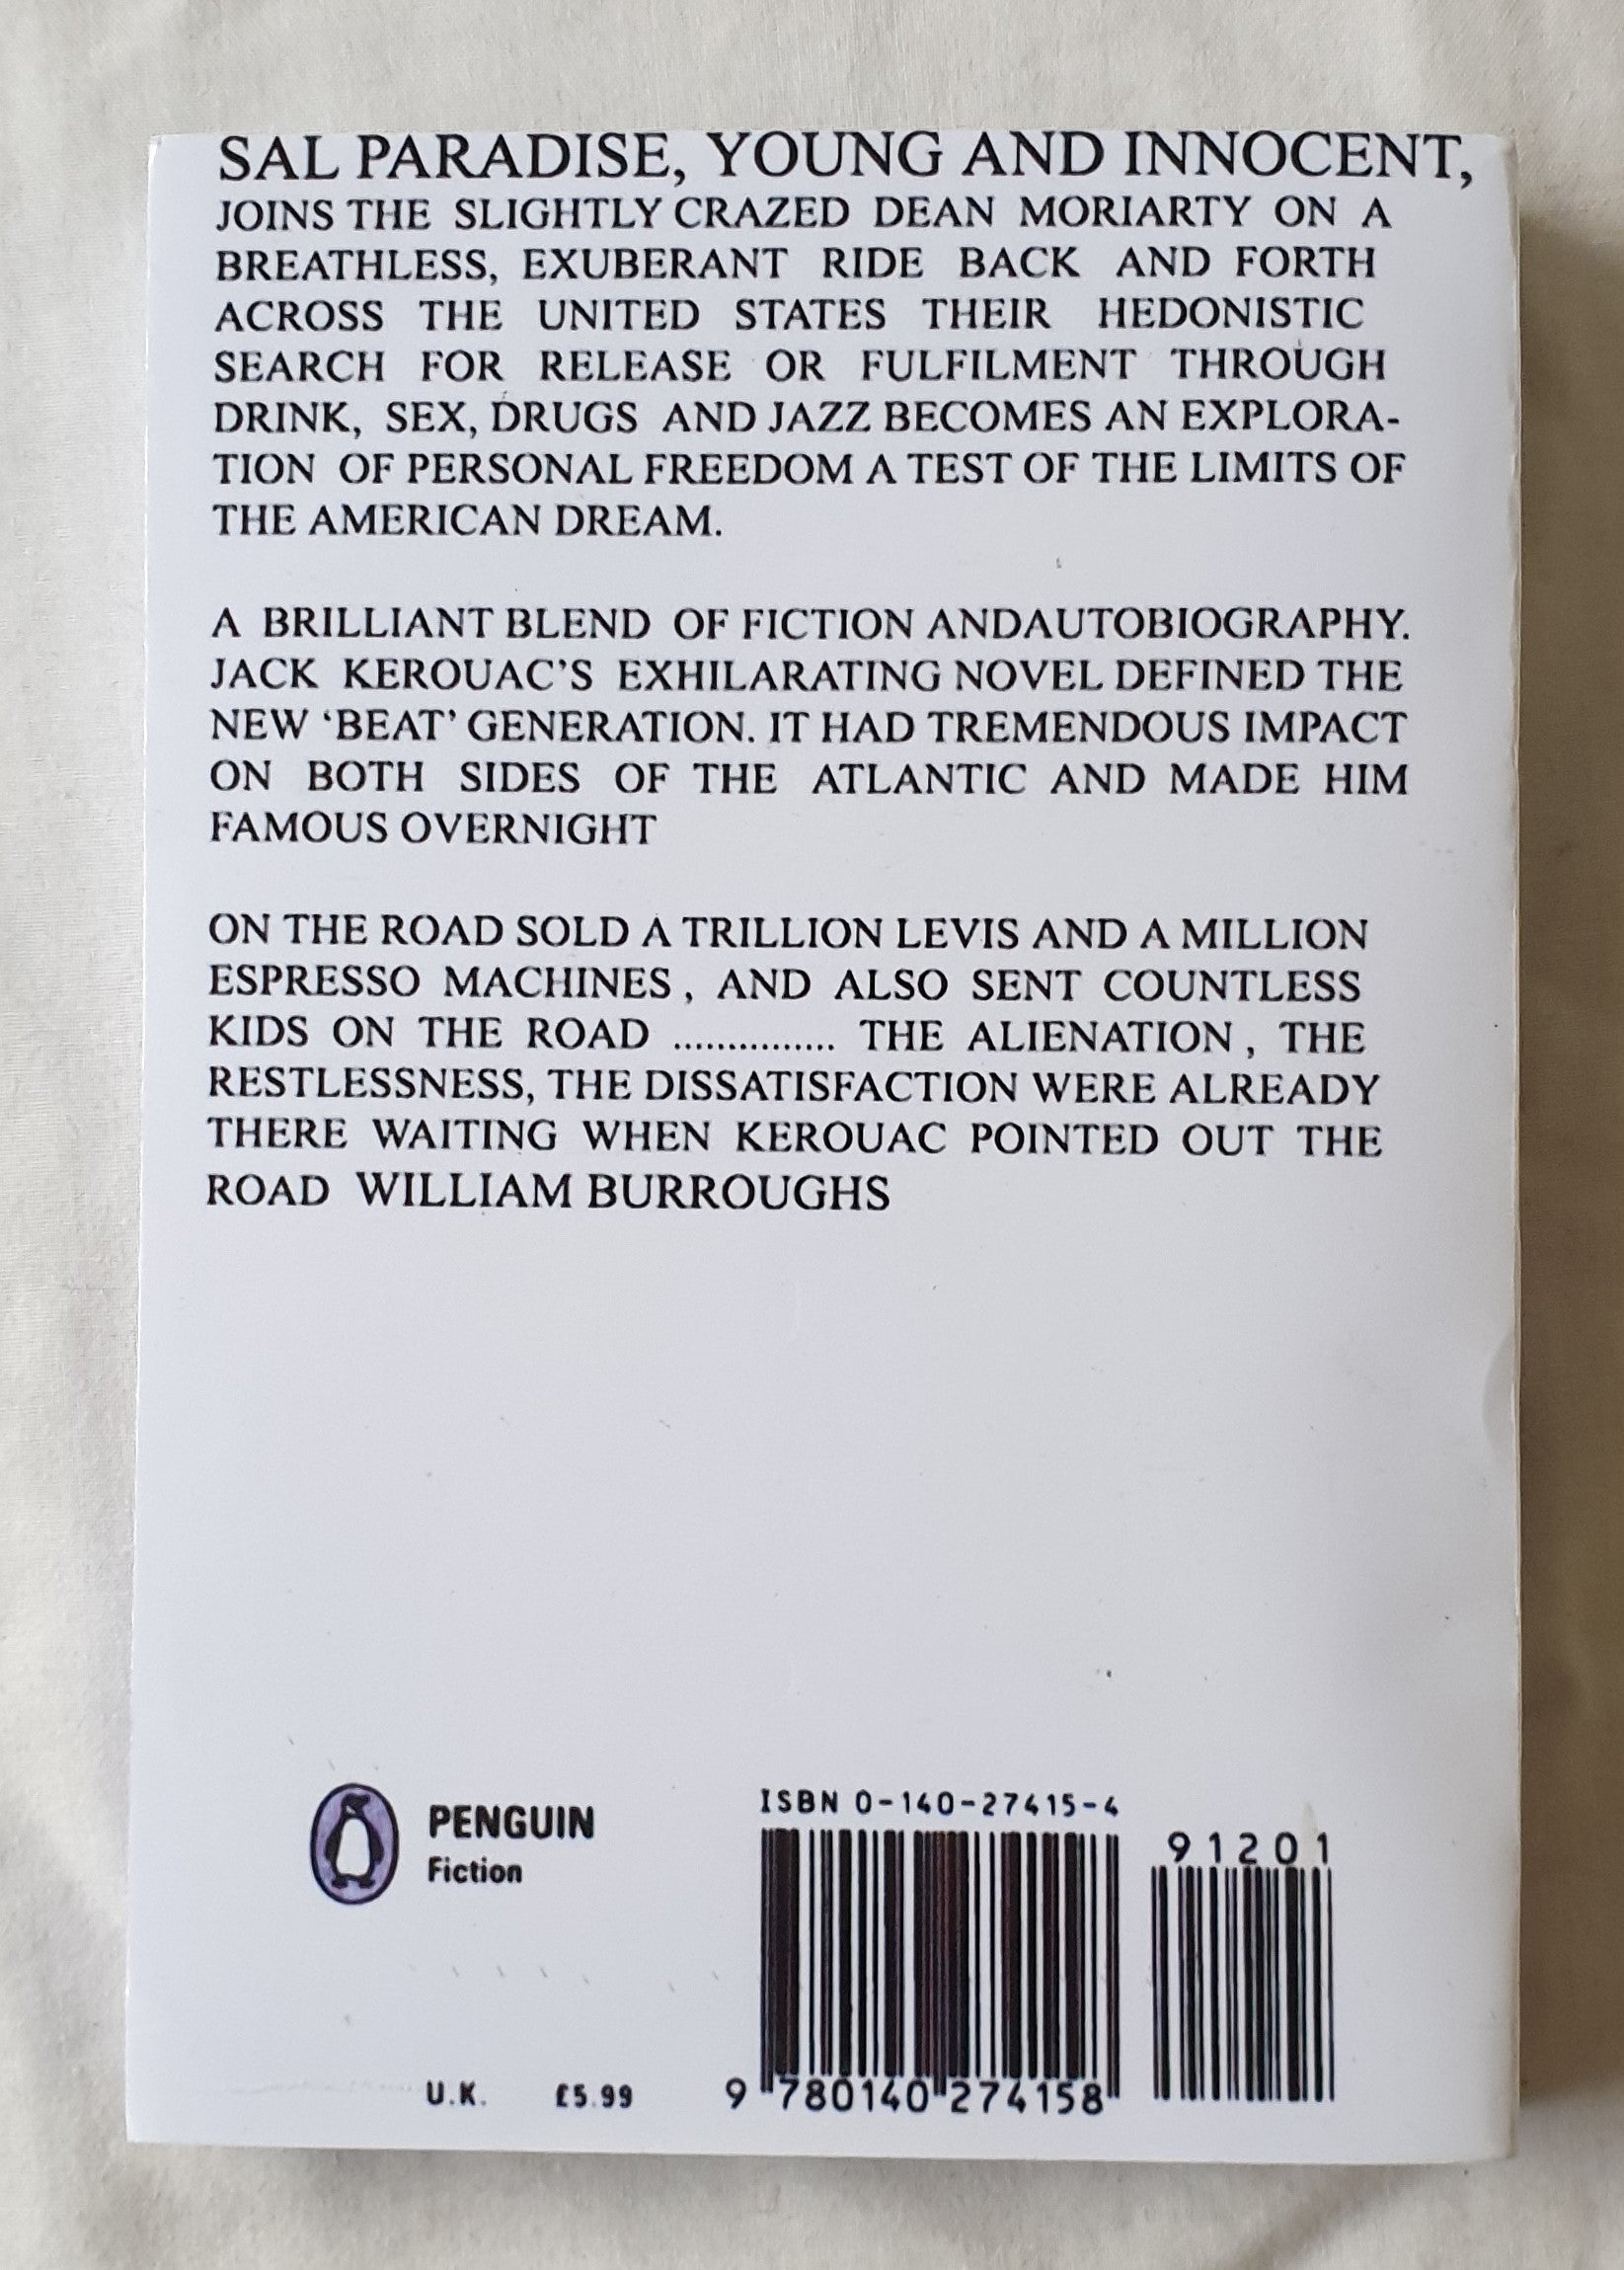 SAL PARADISE, YOUNG AND INNOCENT,
JOINS THE SLIGHTLY CRAZED DEAN MORIARTY ON A
BREATHLESS, EXUBERANT RIDE BACK AND FORTH
ACROSS THE UNITED STATES THEIR HEDONISTIC
SEARCH FOR RELEASE OR FULFILMENT THROUGH
DRINK, SEX, DRUGS AND JAZZ BECOMES AN EXPLORA-
TION OF PERSONAL FREEDOM A TEST OF THE LIMITS OF
THE AMERICAN DREAM.
A BRILLIANT BLEND OF FICTION ANDAUTOBIOGRAPHY.
JACK KEROUAC’S EXHILARATING NOVEL DEFINED THE
NEW ‘BEAT’ GENERATION. IT HAD TREMENDOUS IMPACT
ON BOTH SIDES OF THE ATLANTIC AND MADE HIM
FAMOUS OVERNIGHT
ON THE ROAD SOLD A TRILLION LEVIS AND A MILLION
ESPRESSO MACHINES , AND ALSO SENT COUNTLESS
KIDS ON THE ROAD ............... THE ALIENATION , THE
RESTLESSNESS, THE DISSATISFACTION WERE ALREADY
THERE WAITING WHEN KEROUAC POINTED OUT THE
ROAD WILLIAM BURROUGHS
PENGUIN
Fiction
U.K. £5.99
ISBN 0-140-27415-4
91201
9 780140 274158